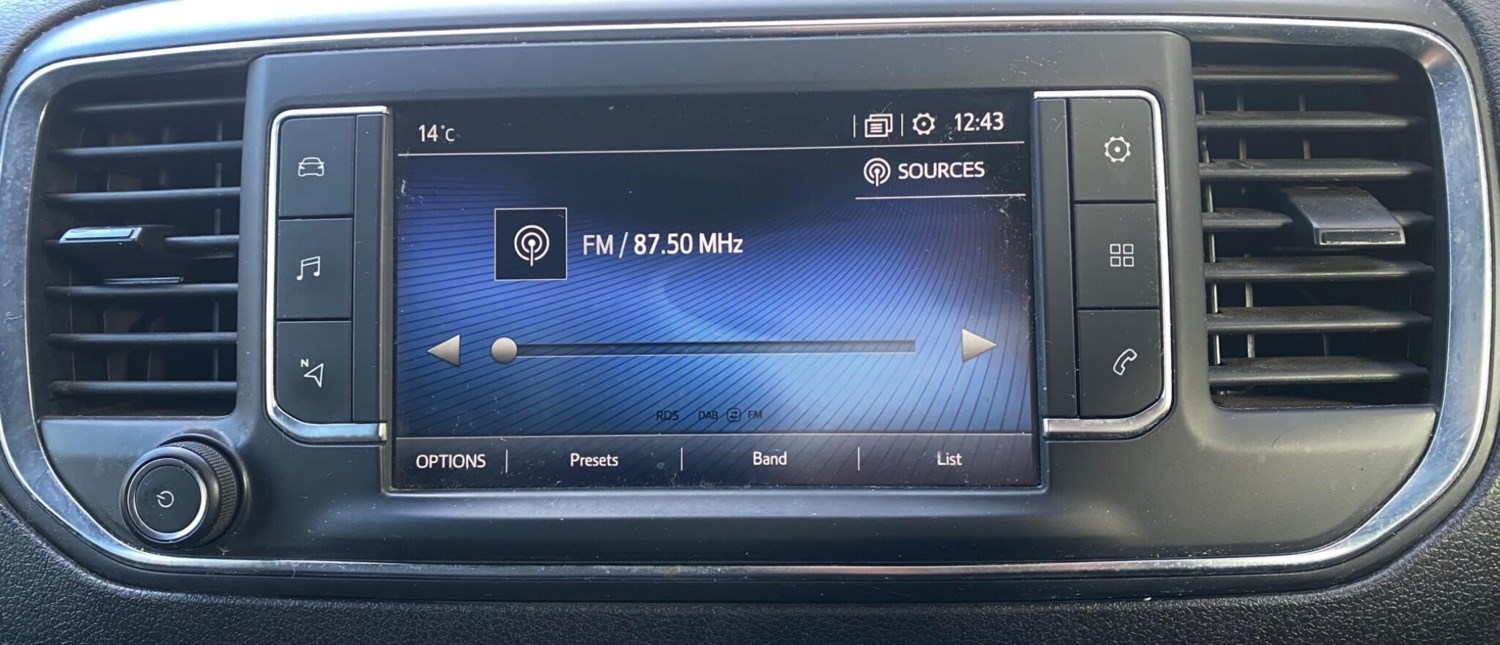 14°C
12:43
SOURCES
FM / 87.50 MHz
N
RDS DAB FM
OPTIONS Presets Band List